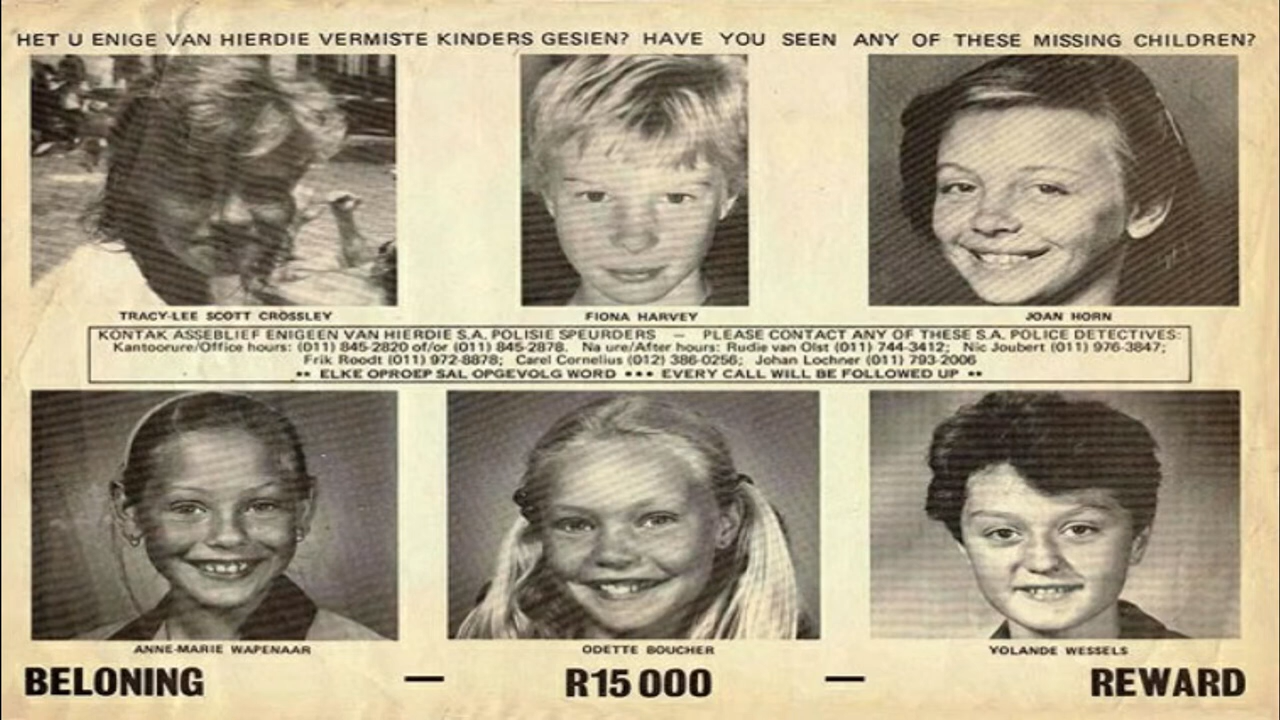 HET U ENIGE VAN HIERDIE VERMISTE KINDERS GESIEN? HAVE YOU SEEN ANY OF THESE MISSING CHILDREN?
TRACY-LEE SCOTT CROSSLEY
FIONA HARVEY
JOAN HORN
KONTAK ASSEBLIEF ENIGEEN VAN HIERDIE S.A. POLISIE SPEURDERS — PLEASE CONTACT ANY OF THESE S.A. POLICE DETECTIVES:
Kantoorure/Office hours: (011) 845-2820 of/or (011) 845-2878. Na ure/After hours: Rudie van Olst (011) 744-3412; Nic Joubert (011) 976-3847;
Frik Roodt (011) 972-8878; Carel Cornelius (012) 386-0256; Johan Lochner (011) 793-2006
** ELKE OPROEP SAL OPGEVOLG WORD *** EVERY CALL WILL BE FOLLOWED UP **
ANNE-MARIE WAPENAAR
ODETTE BOUCHER
YOLANDE WESSELS
BELONING — R15 000 — REWARD